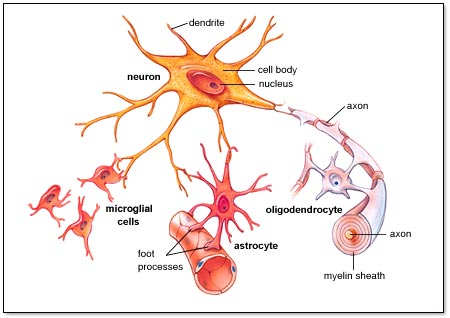 dendrite
neuron
cell body
nucleus
axon
microglial
cells
oligodendrocyte
astrocyte
foot
processes
axon
myelin sheath